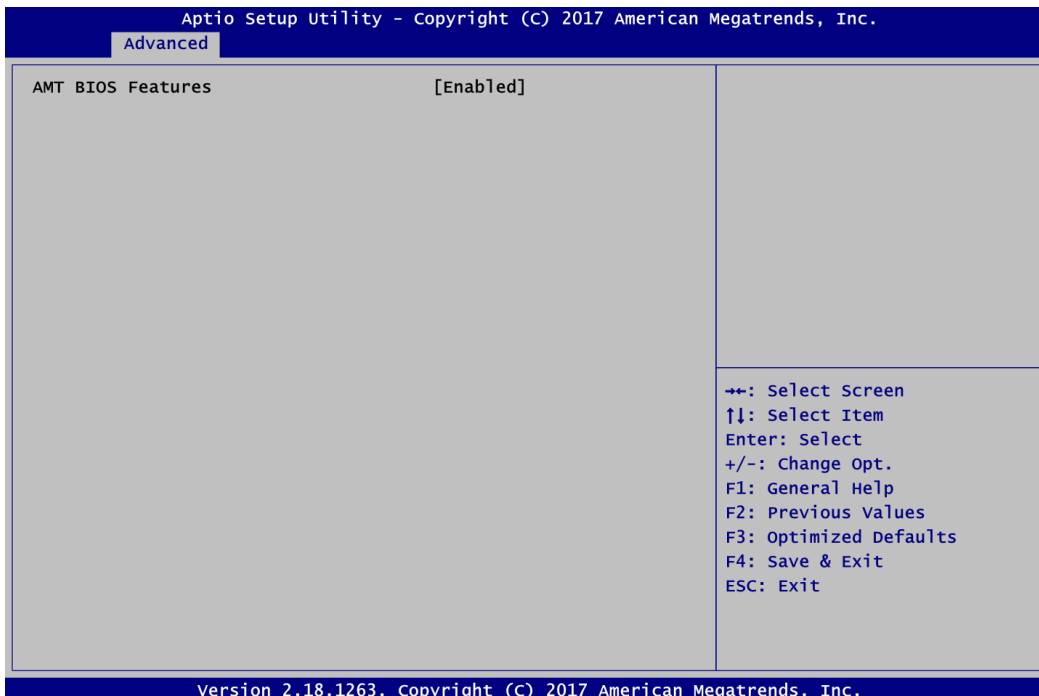 Aptio Setup Utility - Copyright (C) 2017 American Megatrends, Inc.
Advanced
AMT BIOS Features [Enabled]
→←: Select Screen
↑↓: Select Item
Enter: Select
+/-: Change Opt.
F1: General Help
F2: Previous Values
F3: Optimized Defaults
F4: Save & Exit
ESC: Exit
Version 2.18.1263. Copyright (C) 2017 American Megatrends, Inc.